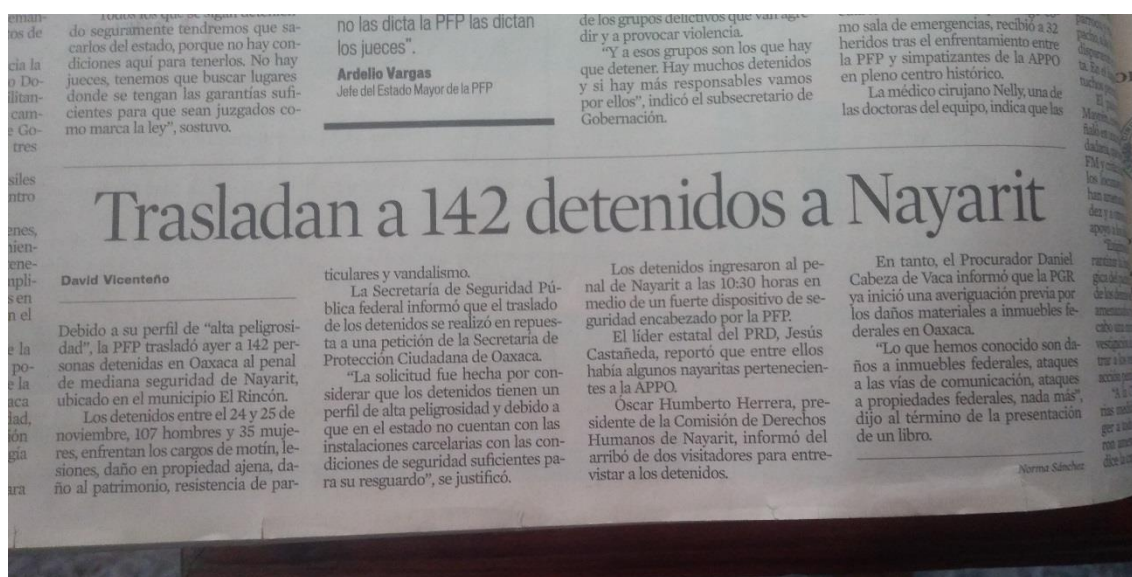 do seguramente tendremos que sa-
carlos del estado, porque no hay con-
diciones aquí para tenerlos. No hay
jueces, tenemos que buscar lugares
donde se tengan las garantías sufi-
cientes para que sean juzgados co-
mo marca la ley", sostuvo.
no las dicta la PFP las dictan
los jueces".
Ardelio Vargas
Jefe del Estado Mayor de la PFP
de los grupos delictivos que van
dir y a provocar violencia.
"Y a esos grupos son los que hay
que detener. Hay muchos detenidos
y si hay más responsables vamos
por ellos", indicó el subsecretario de
Gobernación.
mo sala de emergencias, recibió a 32
heridos tras el enfrentamiento entre
la PFP y simpatizantes de la APPO
en pleno centro histórico.
La médico cirujano Nelly, una de
las doctoras del equipo, indica que las
Trasladan a 142 detenidos a Nayarit
David Vicenteño
Debido a su perfil de "alta peligrosi-
dad", la PFP trasladó ayer a 142 per-
sonas detenidas en Oaxaca al penal
de mediana seguridad de Nayarit,
ubicado en el municipio El Rincón.
Los detenidos entre el 24 y 25 de
noviembre, 107 hombres y 35 muje-
res, enfrentan los cargos de motín, le-
siones, daño en propiedad ajena, da-
ño al patrimonio, resistencia de par-
ticulares y vandalismo.
La Secretaría de Seguridad Pú-
blica federal informó que el traslado
de los detenidos se realizó en repues-
ta a una petición de la Secretaría de
Protección Ciudadana de Oaxaca.
"La solicitud fue hecha por con-
siderar que los detenidos tienen un
perfil de alta peligrosidad y debido a
que en el estado no cuentan con las
instalaciones carcelarias con las con-
diciones de seguridad suficientes pa-
ra su resguardo", se justificó.
Los detenidos ingresaron al pe-
nal de Nayarit a las 10:30 horas en
medio de un fuerte dispositivo de se-
guridad encabezado por la PFP.
El líder estatal del PRD, Jesús
Castañeda, reportó que entre ellos
había algunos nayaritas pertenecien-
tes a la APPO.
Óscar Humberto Herrera, pre-
sidente de la Comisión de Derechos
Humanos de Nayarit, informó del
arribó de dos visitadores para entre-
vistar a los detenidos.
En tanto, el Procurador Daniel
Cabeza de Vaca informó que la PGR
ya inició una averiguación previa por
los daños materiales a inmuebles fe-
derales en Oaxaca.
"Lo que hemos conocido son da-
ños a inmuebles federales, ataques
a las vías de comunicación, ataques
a propiedades federales, nada más",
dijo al término de la presentación
de un libro.
Norma Sánchez